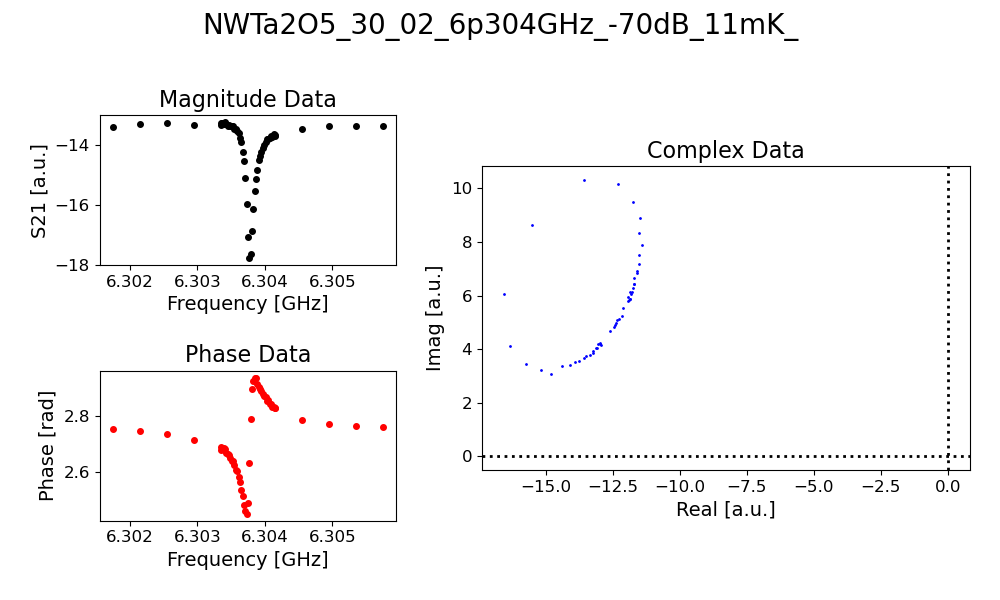 NWTa2O5_30_02_6p304GHz_-70dB_11mK_
Magnitude Data
S21 [a.u.]
−14
−16
−18
6.302 6.303 6.304 6.305
Frequency [GHz]
Phase Data
Phase [rad]
2.8
2.6
6.302 6.303 6.304 6.305
Frequency [GHz]
Complex Data
Imag [a.u.]
10
8
6
4
2
0
−15.0 −12.5 −10.0 −7.5 −5.0 −2.5 0.0
Real [a.u.]